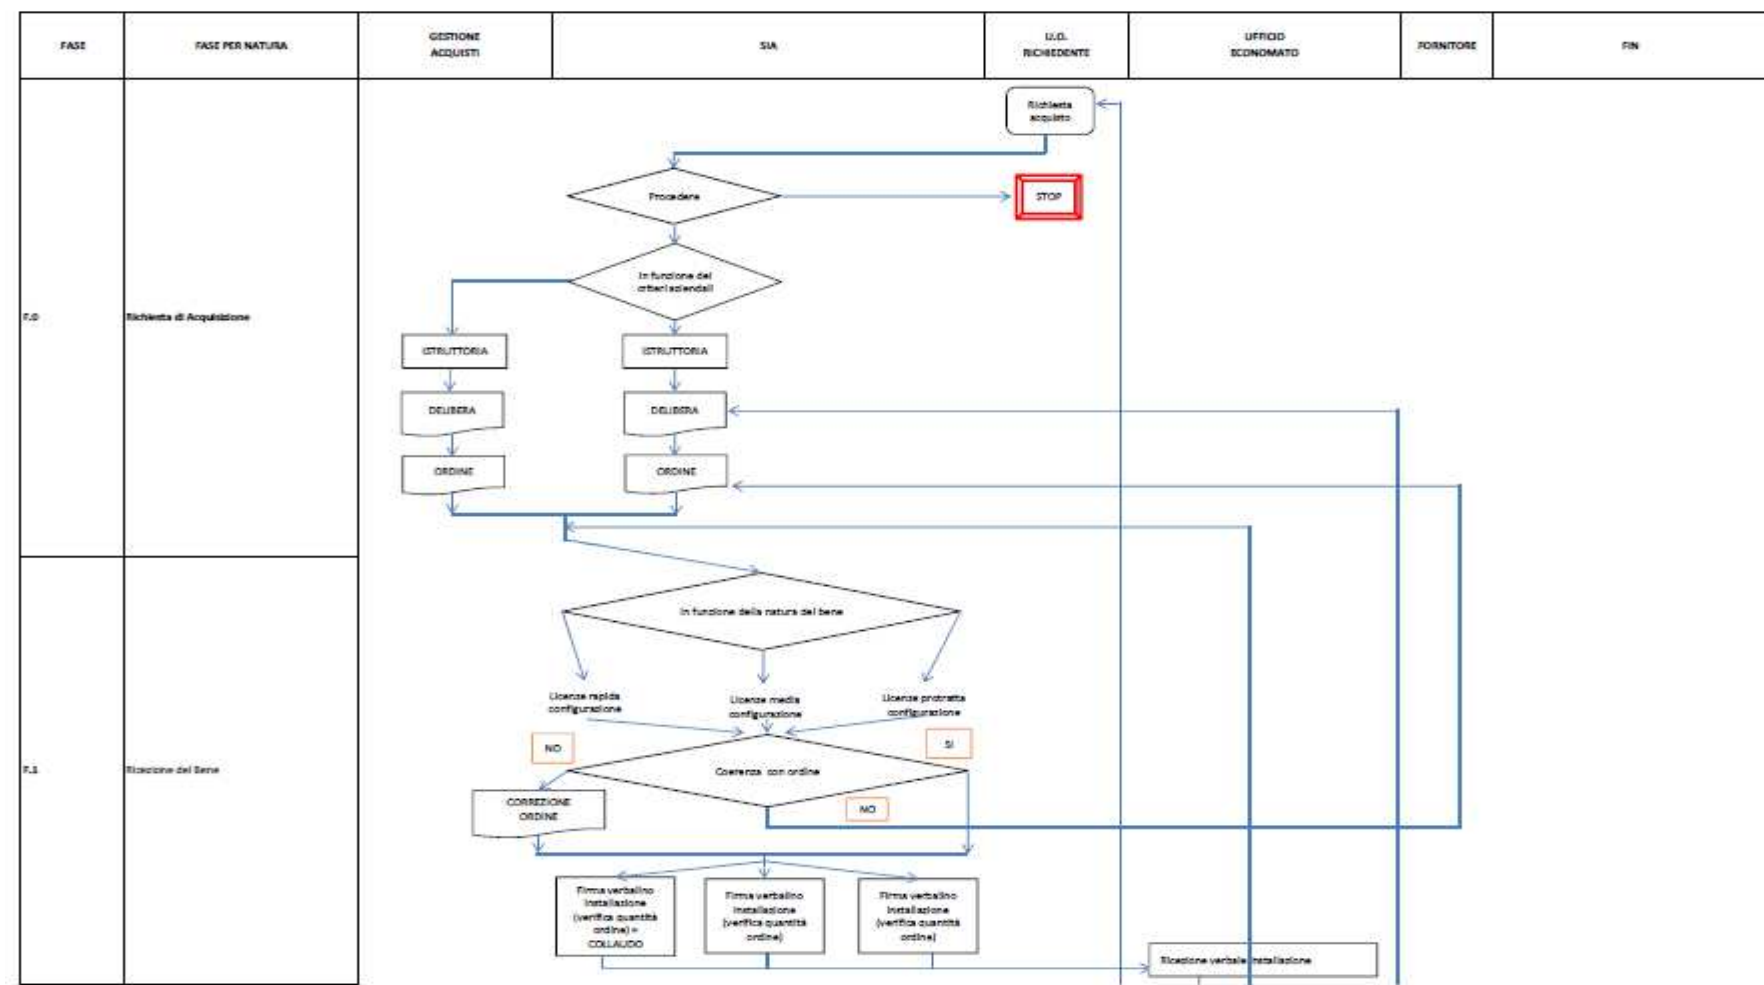 FASE
FASE PER NATURA
GESTIONE
ACQUISTI
SIA
U.O.
RICHIEDENTE
UFFICIO
ECONOMATO
FORNITORE
FIN
Richiesta
acquisto
Procedere
STOP
In funzione dei
criteri aziendali
F.0
Richiesta di Acquisizione
ISTRUTTORIA
ISTRUTTORIA
DELIBERA
DELIBERA
ORDINE
ORDINE
In funzione della natura del bene
Licenze rapida
configurazione
Licenze media
configurazione
Licenze protratta
configurazione
NO
SI
F.1
Ricezione del Bene
Coerenza con ordine
CORREZIONE
ORDINE
NO
Firma verbalino
installazione
(verifica quantità
ordine) =
COLLAUDO
Firma verbalino
installazione
(verifica quantità
ordine)
Firma verbalino
installazione
(verifica quantità
ordine)
Ricezione verbale installazione